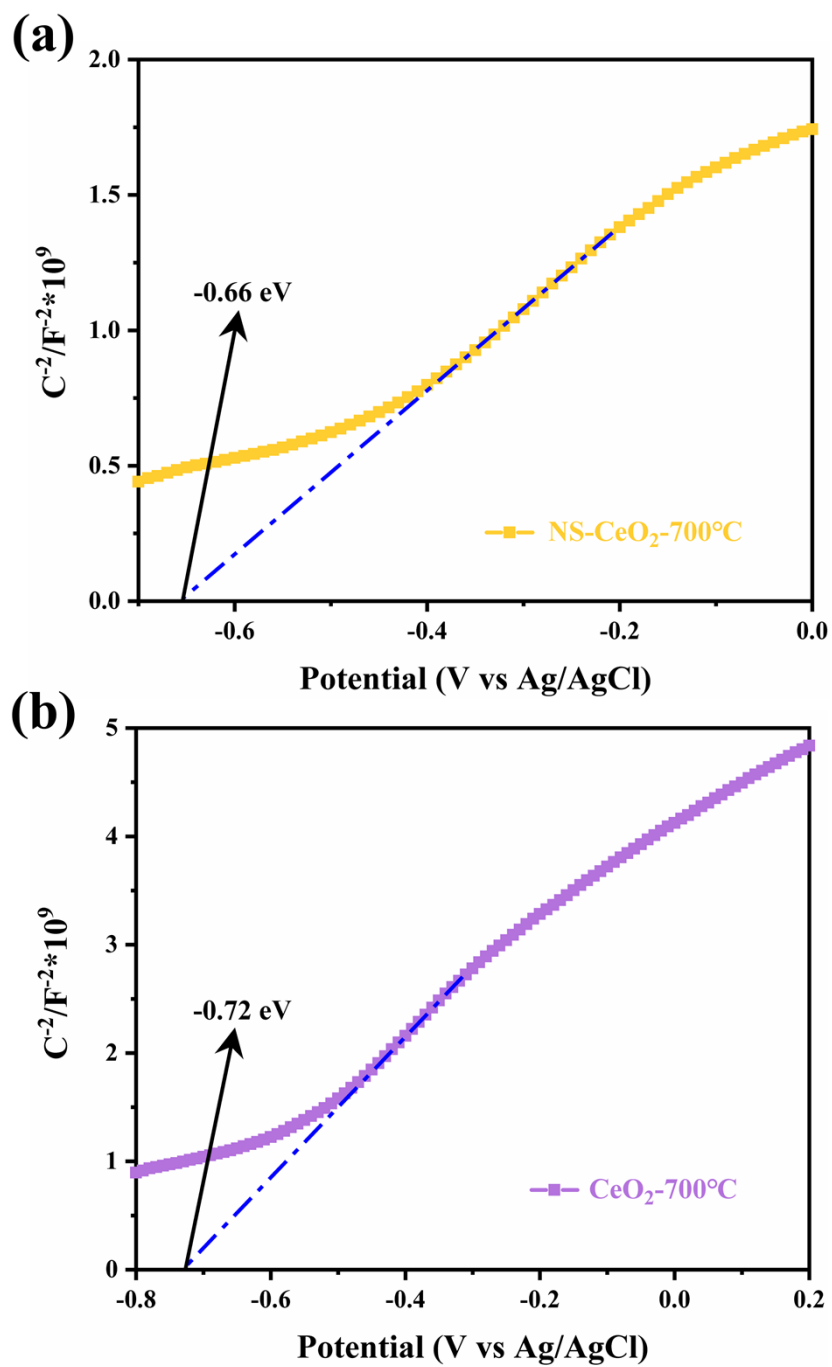 (a)
2.0
1.5
1.0
0.5
0.0
C⁻²/F⁻²*10⁹
-0.66 eV
NS-CeO₂-700℃
-0.6
-0.4
-0.2
0.0
Potential (V vs Ag/AgCl)
(b)
5
4
3
2
1
0
C⁻²/F⁻²*10⁹
-0.72 eV
CeO₂-700℃
-0.8
-0.6
-0.4
-0.2
0.0
0.2
Potential (V vs Ag/AgCl)